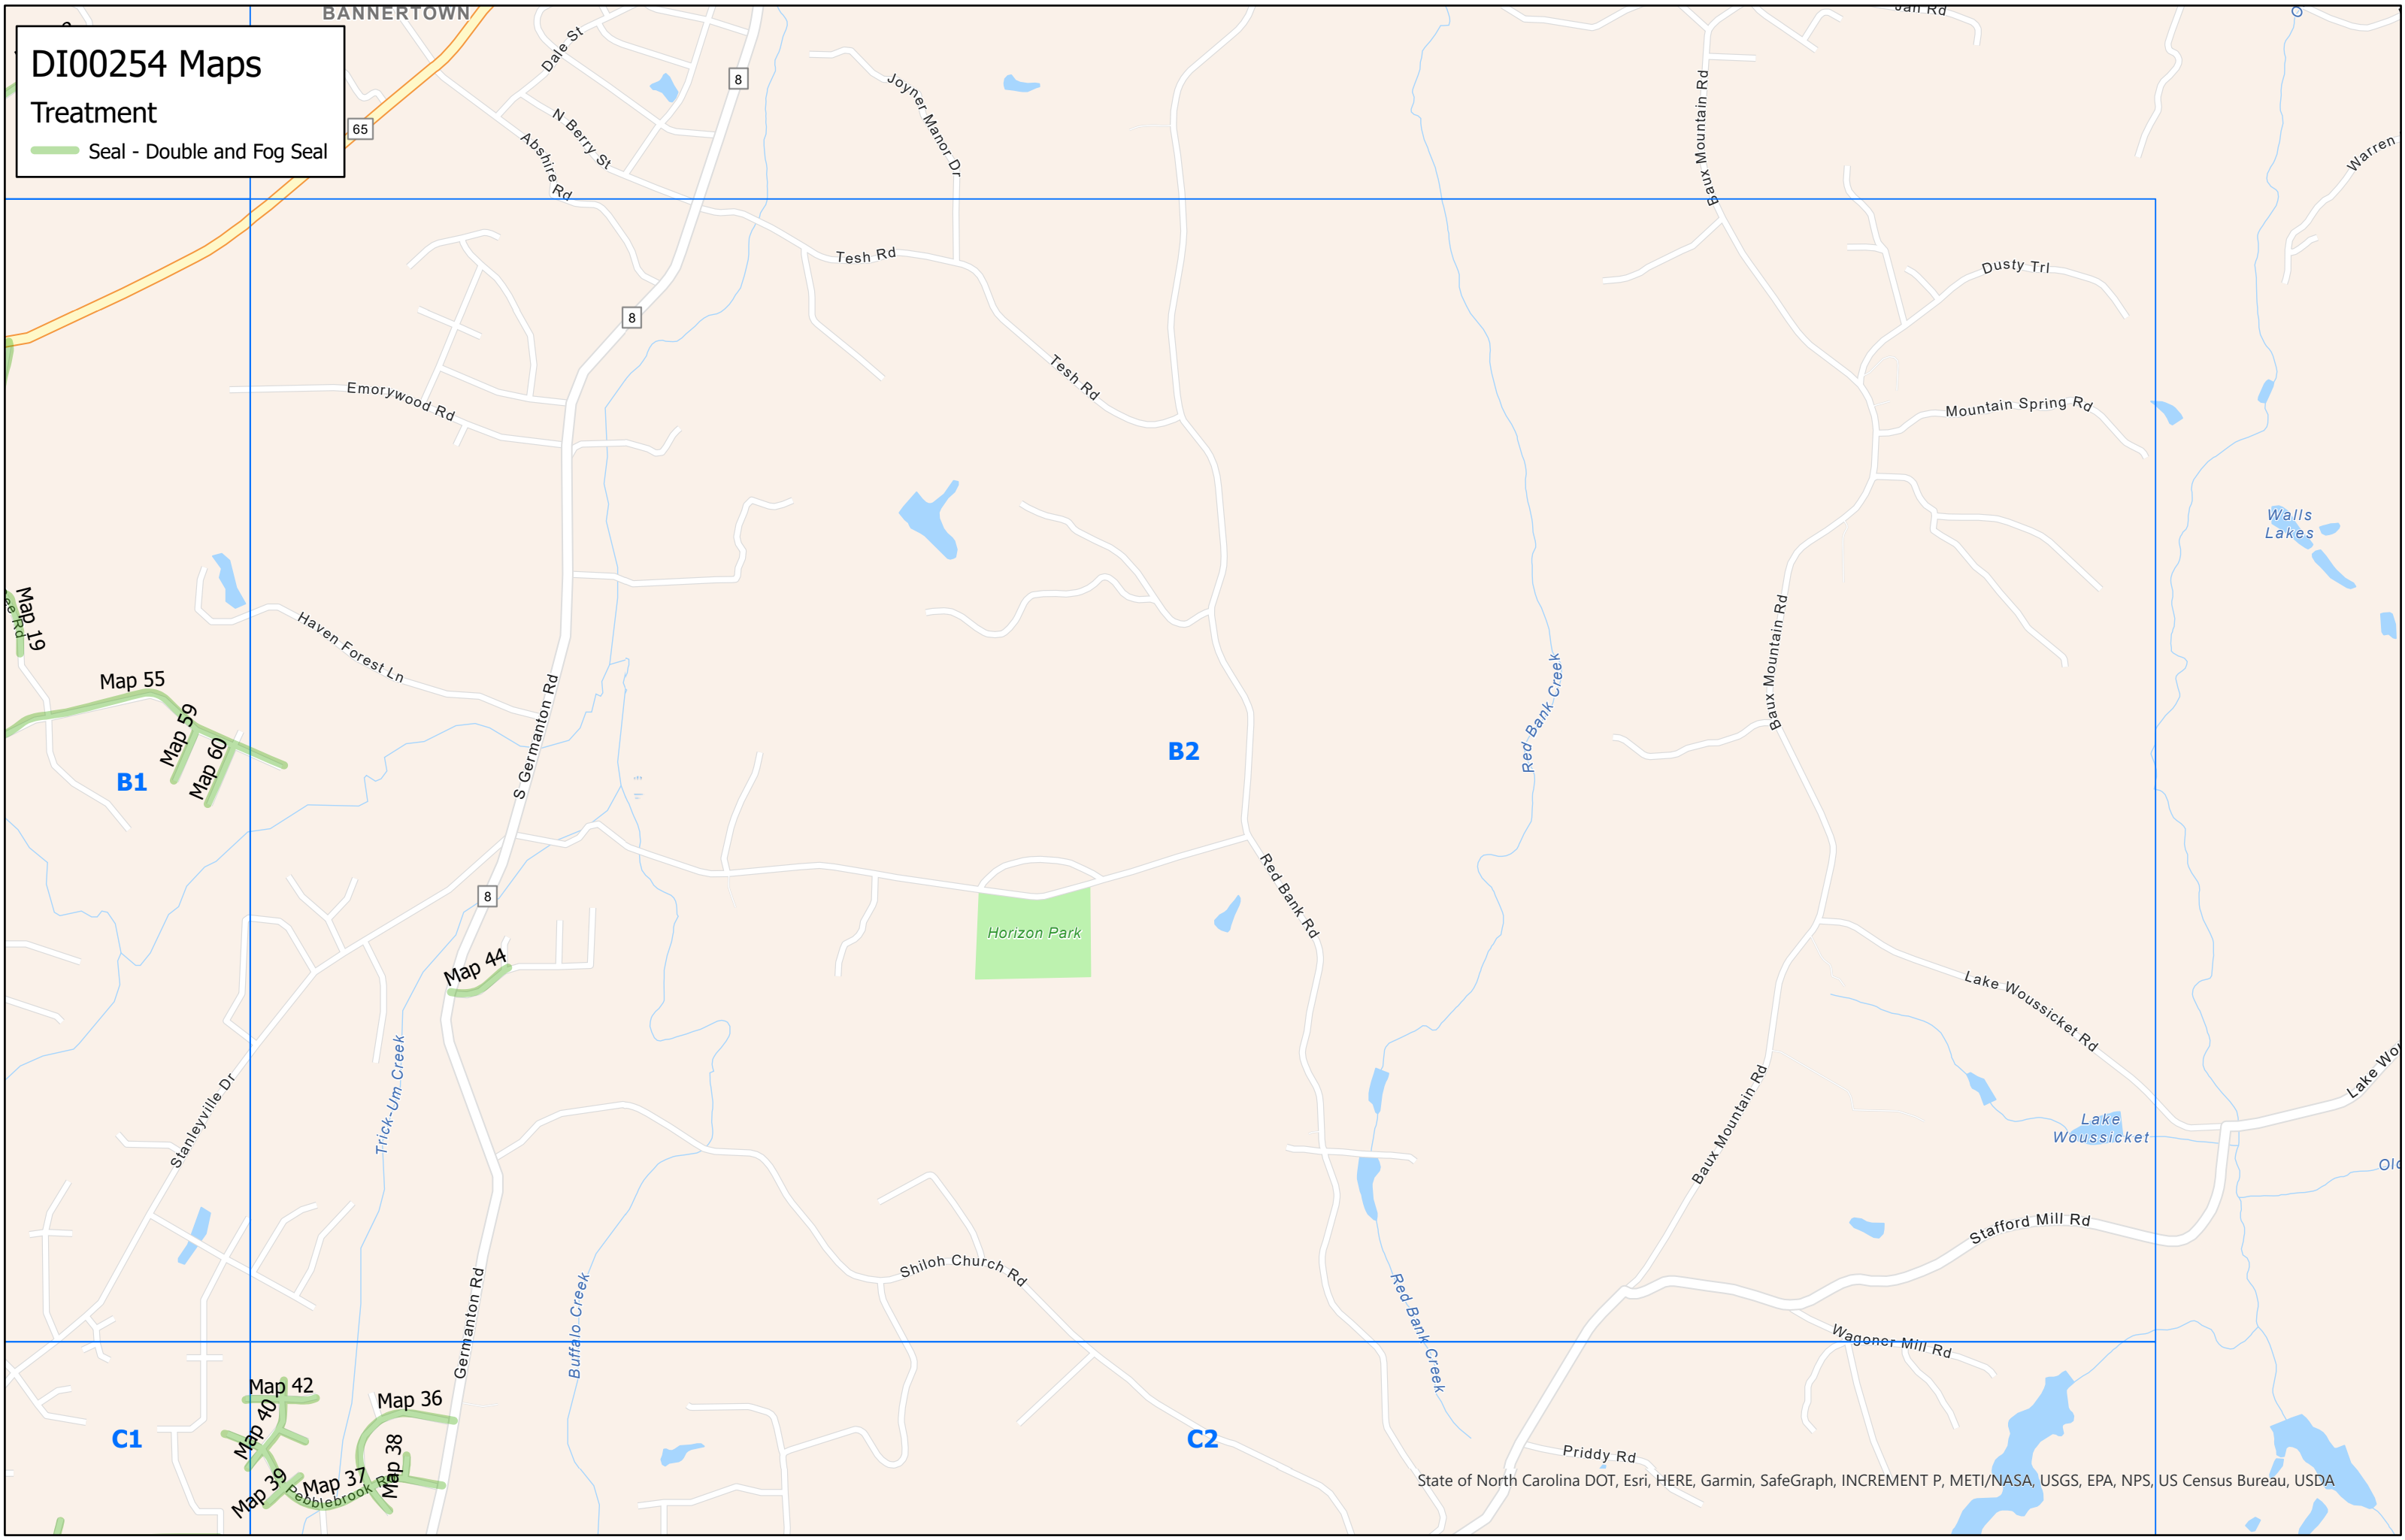 BANNERTOWN
DI00254 Maps
Treatment
Seal - Double and Fog Seal
65
8
Dale St
N Berry St
Abshire Rd
Joyner Manor Dr
Jan Rd
Baux Mountain Rd
Warren
Tesh Rd
Dusty Trl
8
Tesh Rd
Emorywood Rd
Mountain Spring Rd
Walls
Lakes
Map 19
Haven Forest Ln
Baux Mountain Rd
Map 55
Map 59
Map 60
S Germanton Rd
Red Bank Creek
B1
B2
8
Red Bank Rd
Horizon Park
Map 44
Lake Woussicket Rd
Trick-Um Creek
Stanleyville Dr
Baux Mountain Rd
Lake
Woussicket
Stafford Mill Rd
Shiloh Church Rd
Germanton Rd
Buffalo Creek
Red Bank Creek
Wagoner Mill Rd
Map 42
Map 36
Map 40
C1
C2
Map 38
Map 37
Map 39
Pebblebrook
Priddy Rd
State of North Carolina DOT, Esri, HERE, Garmin, SafeGraph, INCREMENT P, METI/NASA, USGS, EPA, NPS, US Census Bureau, USDA